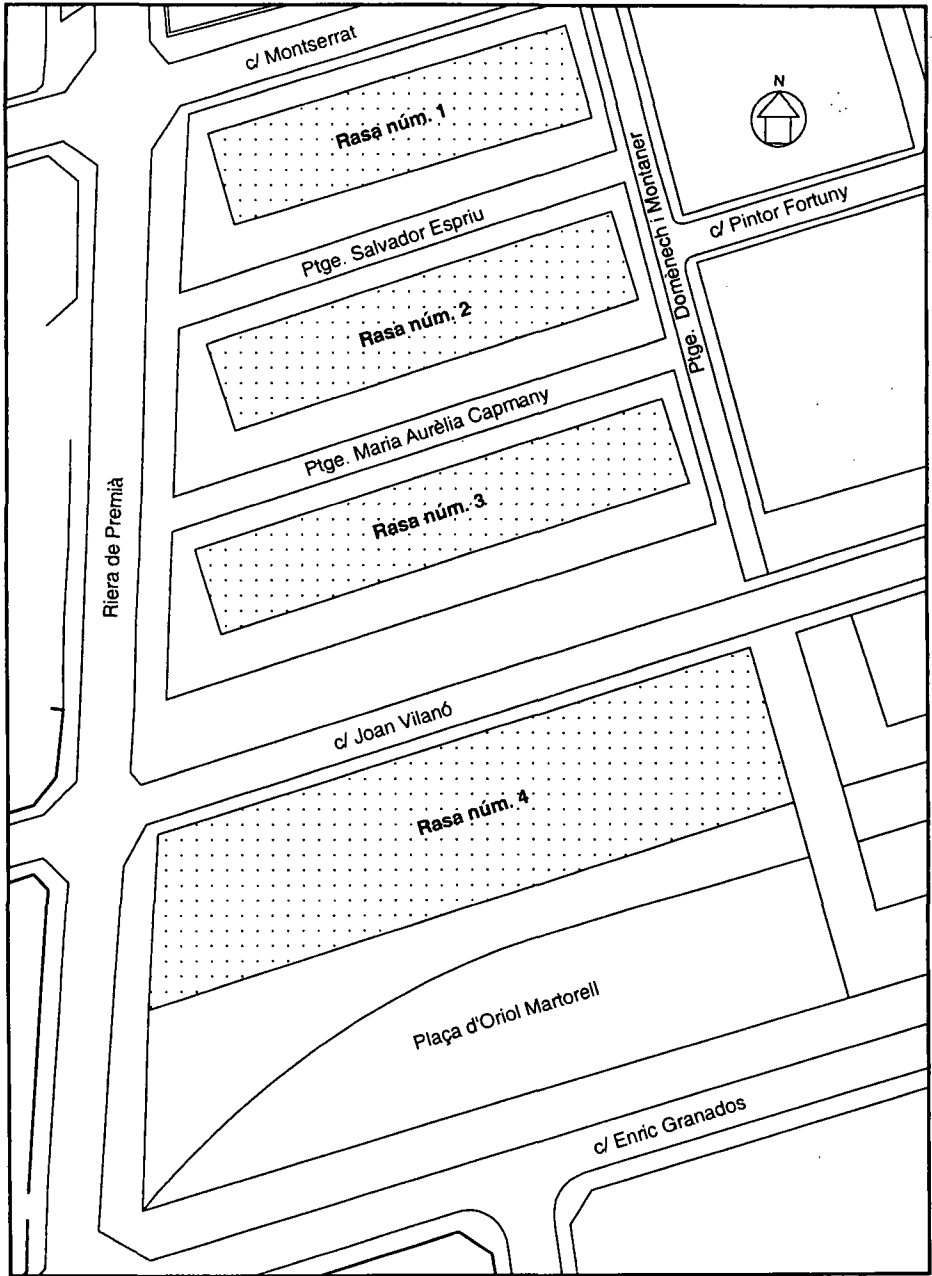 c/ Montserrat
N
Rasa núm. 1
Ptge. Domènech i Montaner
c/ Pintor Fortuny
Ptge. Salvador Espriu
Rasa núm. 2
Ptge. Maria Aurèlia Capmany
Rasa núm. 3
Riera de Premià
c/ Joan Vilanó
Rasa núm. 4
Plaça d'Oriol Martorell
c/ Enric Granados